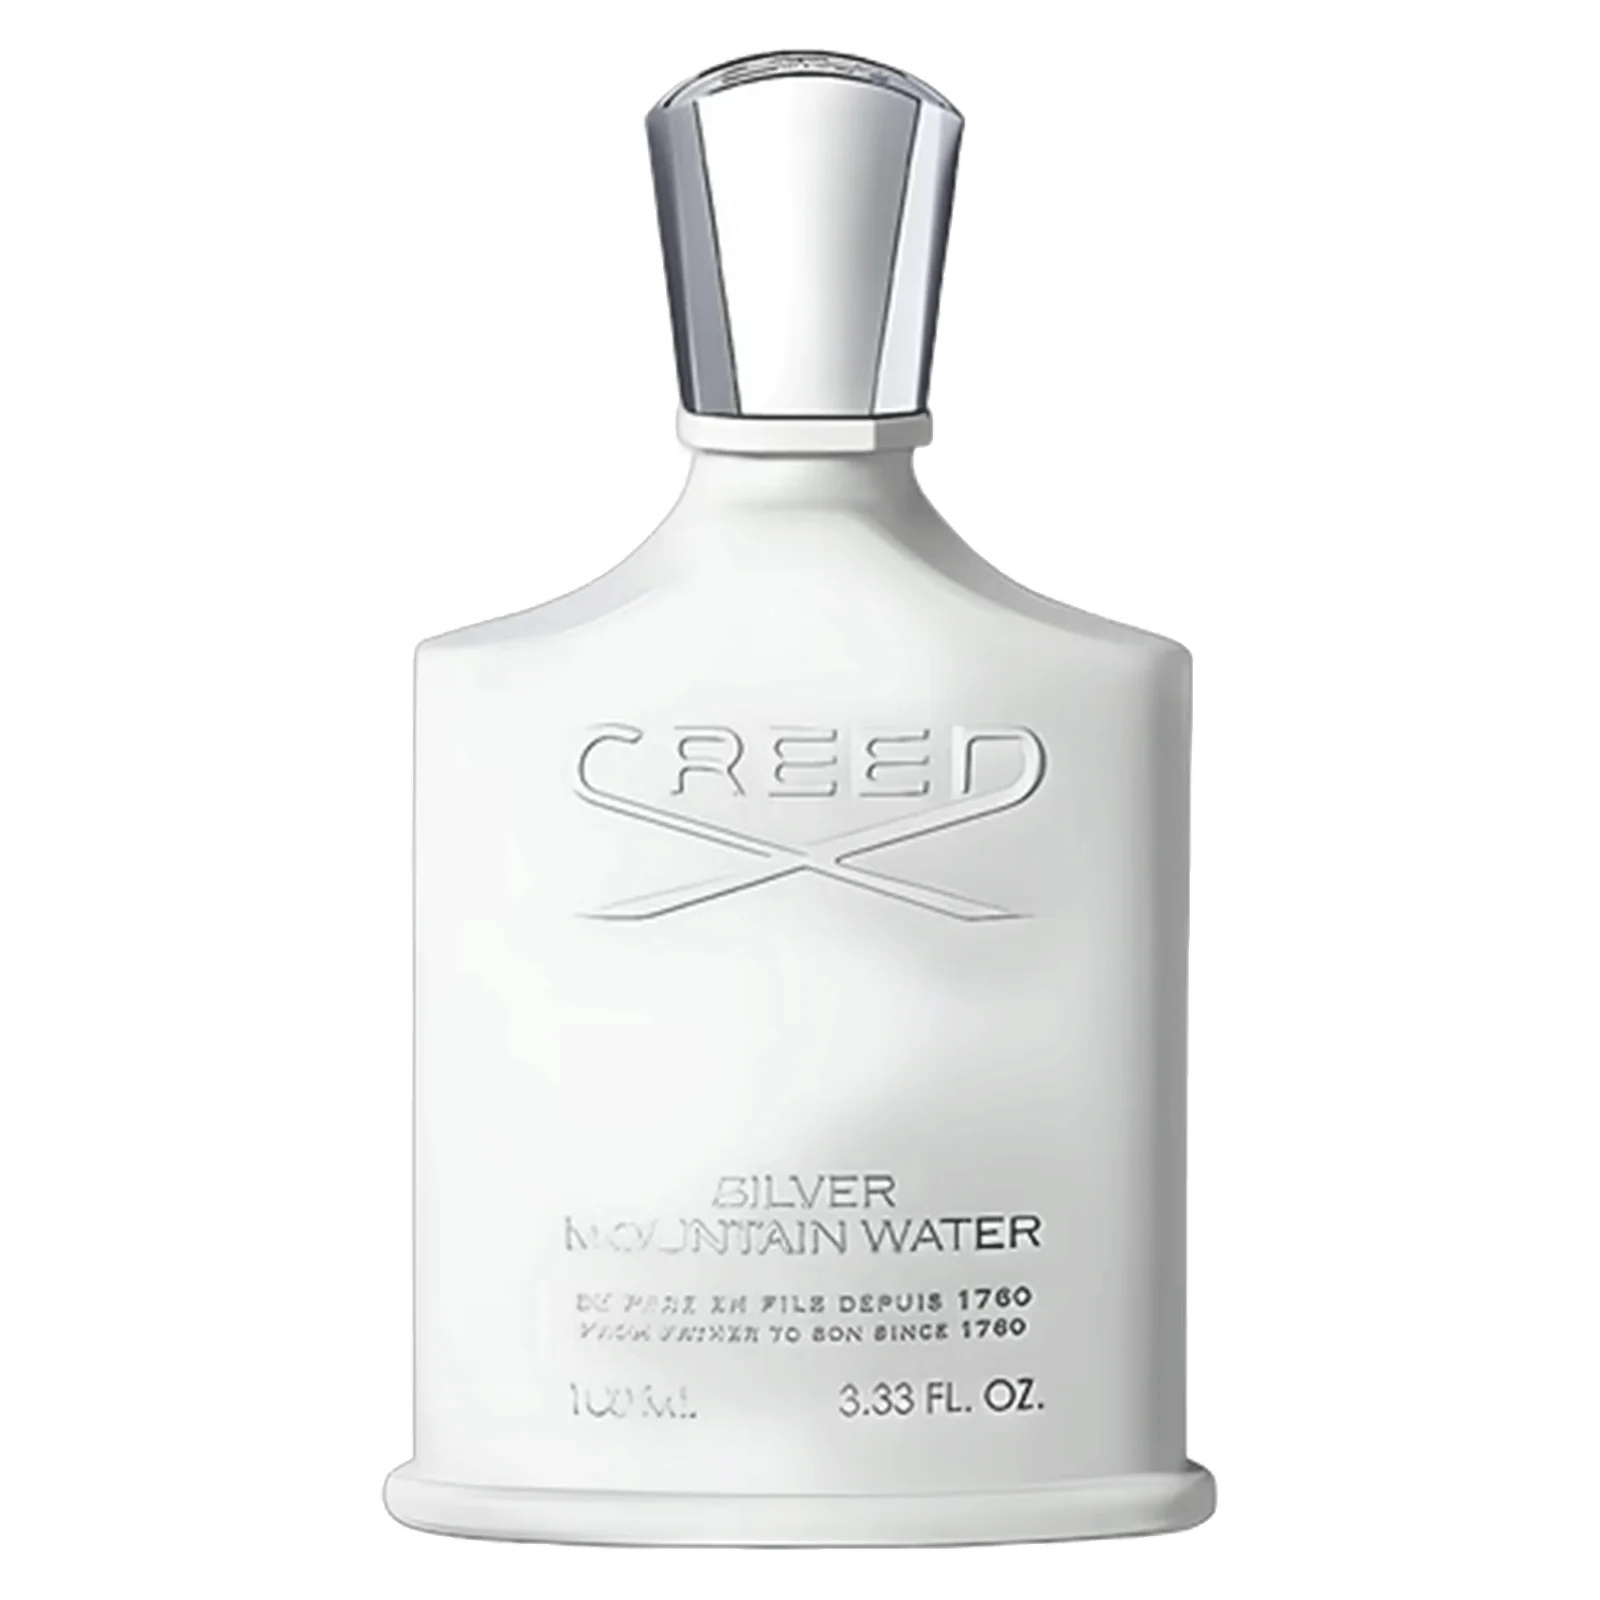 CREED
SILVER
MOUNTAIN WATER
DE PERE EN FILS DEPUIS 1760
FROM FATHER TO SON SINCE 1760
100 ML. 3.33 FL. OZ.